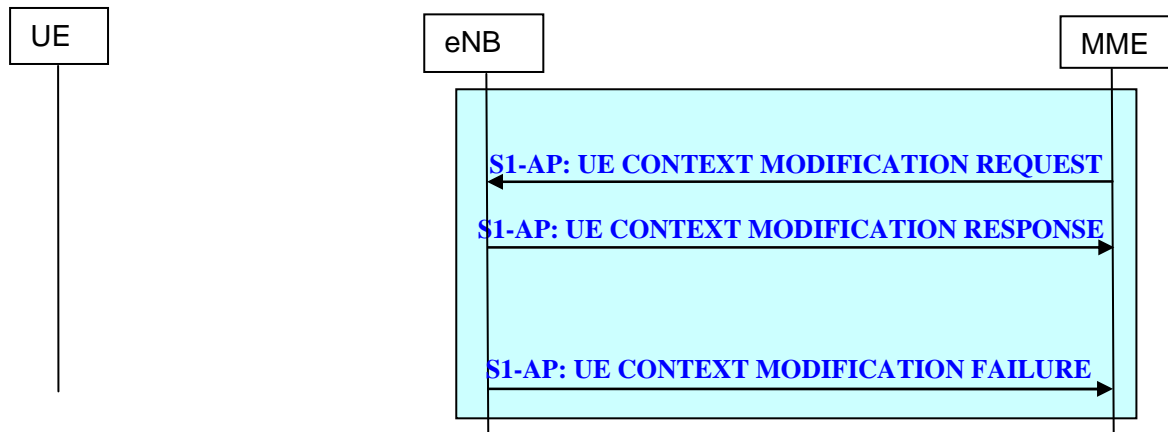 UE
eNB
MME
S1-AP: UE CONTEXT MODIFICATION REQUEST
S1-AP: UE CONTEXT MODIFICATION RESPONSE
S1-AP: UE CONTEXT MODIFICATION FAILURE